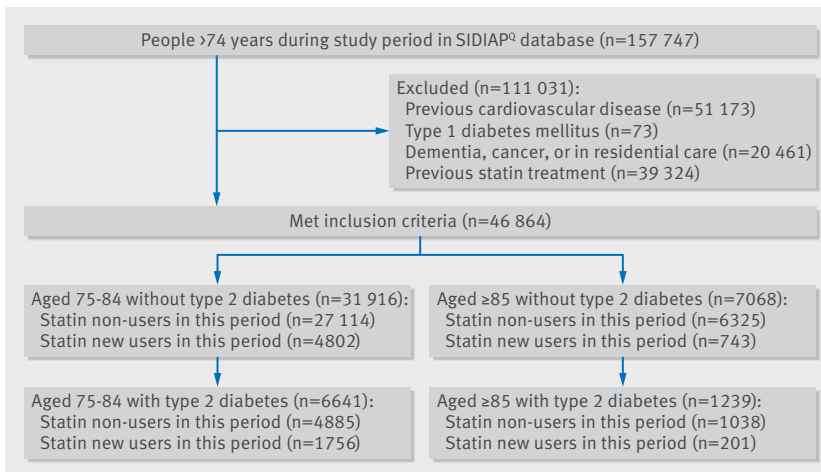 People >74 years during study period in SIDIAPQ database (n=157 747)
Excluded (n=111 031):
Previous cardiovascular disease (n=51 173)
Type 1 diabetes mellitus (n=73)
Dementia, cancer, or in residential care (n=20 461)
Previous statin treatment (n=39 324)
Met inclusion criteria (n=46 864)
Aged 75-84 without type 2 diabetes (n=31 916):
Statin non-users in this period (n=27 114)
Statin new users in this period (n=4802)
Aged ≥85 without type 2 diabetes (n=7068):
Statin non-users in this period (n=6325)
Statin new users in this period (n=743)
Aged 75-84 with type 2 diabetes (n=6641):
Statin non-users in this period (n=4885)
Statin new users in this period (n=1756)
Aged ≥85 with type 2 diabetes (n=1239):
Statin non-users in this period (n=1038)
Statin new users in this period (n=201)